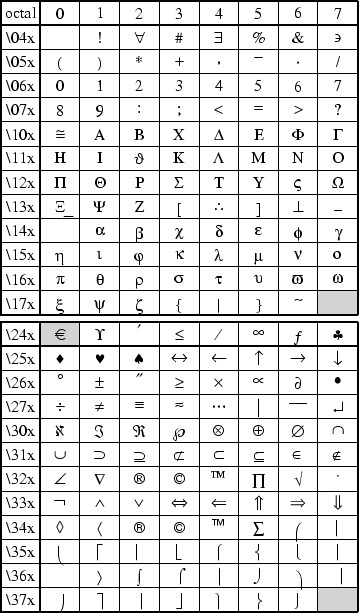 octal 0 1 2 3 4 5 6 7
\04x ! ∀ # ∃ % & ϶
\05x ( ) * + , − . /
\06x 0 1 2 3 4 5 6 7
\07x 8 9 : ; < = > ?
\10x ≅ Α Β Χ Δ Ε Φ Γ
\11x Η Ι ϑ Κ Λ Μ Ν Ο
\12x Π Θ Ρ Σ Τ Υ ς Ω
\13x Ξ_ Ψ Ζ [ ∴ ] ⊥ _
\14x α β χ δ ε ϕ γ
\15x η ι φ κ λ μ ν ο
\16x π θ ρ σ τ υ ϖ ω
\17x ξ ψ ζ { | } ~
\24x € ϒ ′ ≤ ⁄ ∞ ƒ ♣
\25x ♦ ♥ ♠ ↔ ← ↑ → ↓
\26x ° ± ″ ≥ × ∝ ∂ •
\27x ÷ ≠ ≡ ≈ … | — ↵
\30x ℵ ℑ ℜ ℘ ⊗ ⊕ ∅ ∩
\31x ∪ ⊃ ⊇ ⊄ ⊂ ⊆ ∈ ∉
\32x ∠ ∇ ® © ™ ∏ √ ⋅
\33x ¬ ∧ ∨ ⇔ ⇐ ⇑ ⇒ ⇓
\34x ◊ 〈 ® © ™ ∑ ⎛ ⎜
\35x ⎝ ⎡ ⎢ ⎣ ⎧ ⎨ ⎩ ⎪
\36x 〉 ∫ ⌠ ⎮ ⌡ ⎞ ⎟
\37x ⎠ ⎤ ⎥ ⎦ ⎫ ⎬ ⎭